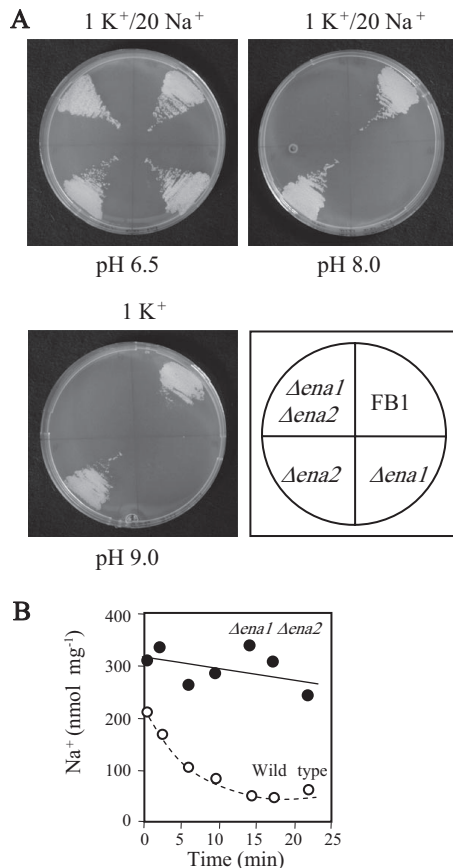 A
1 K⁺/20 Na⁺
1 K⁺/20 Na⁺
pH 6.5
pH 8.0
1 K⁺
Δena1
Δena2
FB1
Δena2
Δena1
pH 9.0
B
Na⁺ (nmol mg⁻¹)
400
300
200
100
0
Δena1 Δena2
Wild type
0
5
10
15
20
25
Time (min)